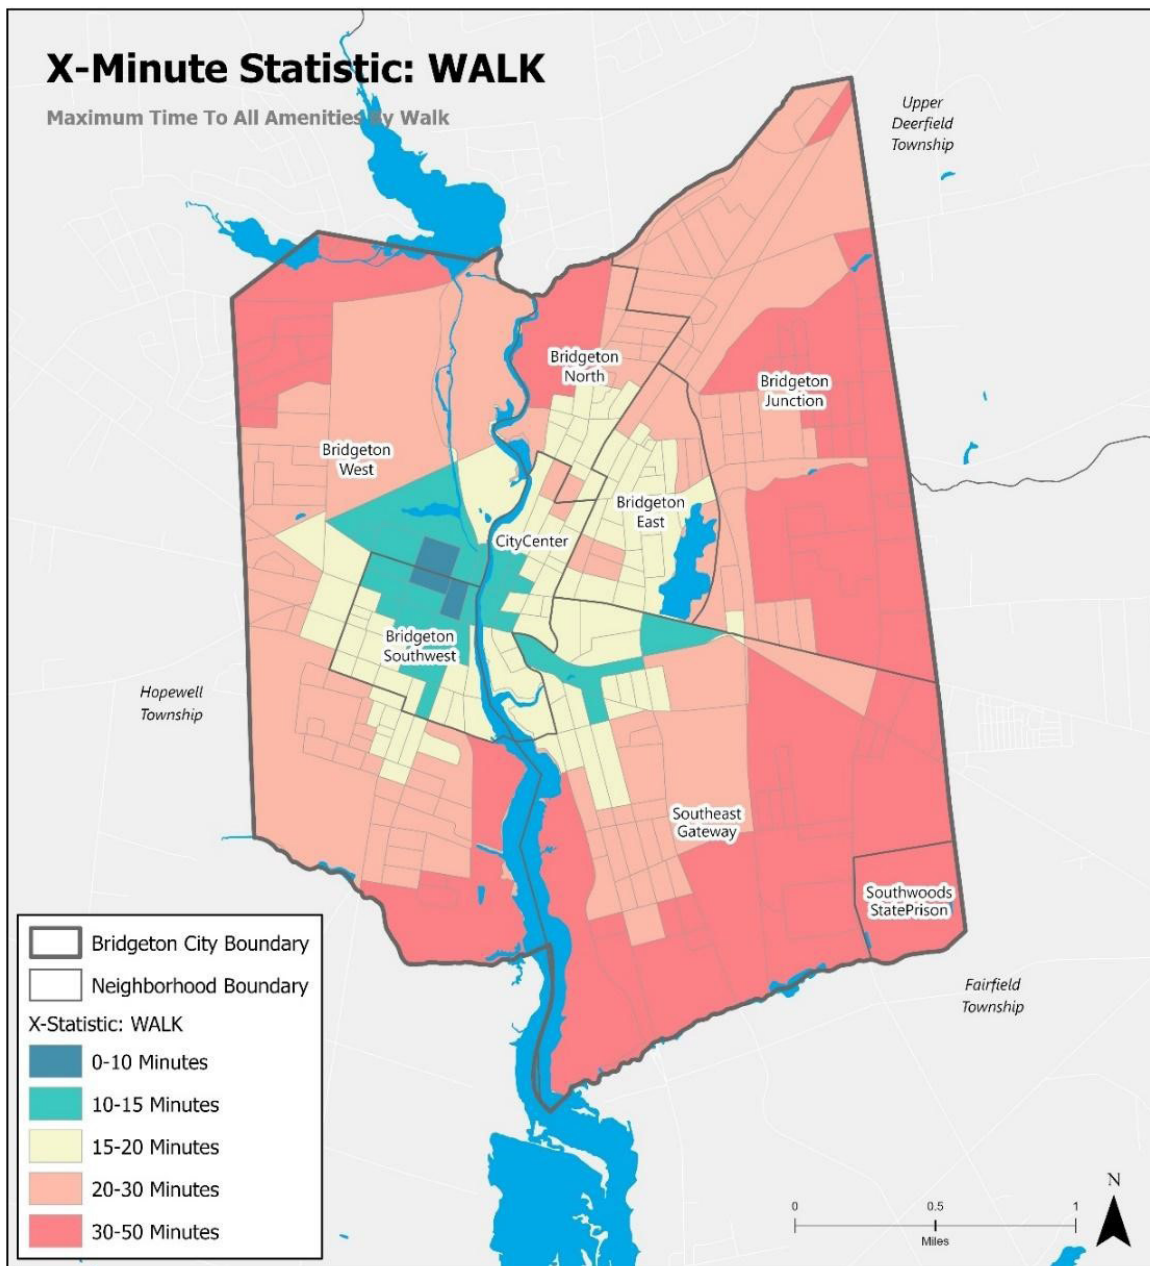 X-Minute Statistic: WALK
Maximum Time To All Amenities By Walk
Upper
Deerfield
Township
Bridgeton
North
Bridgeton
Junction
Bridgeton
West
Bridgeton
East
CityCenter
Bridgeton
Southwest
Hopewell
Township
Southeast
Gateway
Southwoods
StatePrison
Fairfield
Township
Bridgeton City Boundary
Neighborhood Boundary
X-Statistic: WALK
0-10 Minutes
10-15 Minutes
15-20 Minutes
20-30 Minutes
30-50 Minutes
N
0 0.5 1
Miles